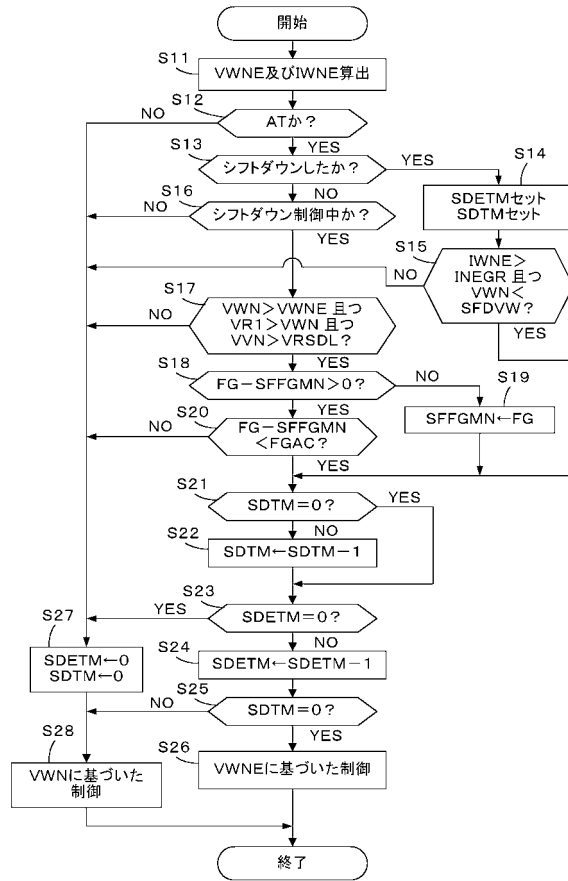 開始
S11
VWNE及びIWNE算出
S12
ATか?
NO
YES
S13
シフトダウンしたか?
YES
NO
S14
SDETMセット
SDTMセット
S16
シフトダウン制御中か?
NO
YES
S15
IWNE>
INEGR 且つ
VWN<
SFDVW?
NO
YES
S17
VWN>VWNE 且つ
VR1>VWN 且つ
VVN>VRSDL?
NO
YES
S18
FG-SFFGMN>0?
NO
YES
S19
SFFGMN←FG
S20
FG-SFFGMN
<FGAC?
NO
YES
S21
SDTM=0?
YES
NO
S22
SDTM←SDTM-1
S23
SDETM=0?
YES
NO
S24
SDETM←SDETM-1
S27
SDETM←0
SDTM←0
S25
SDTM=0?
NO
YES
S28
VWNに基づいた
制御
S26
VWNEに基づいた制御
終了